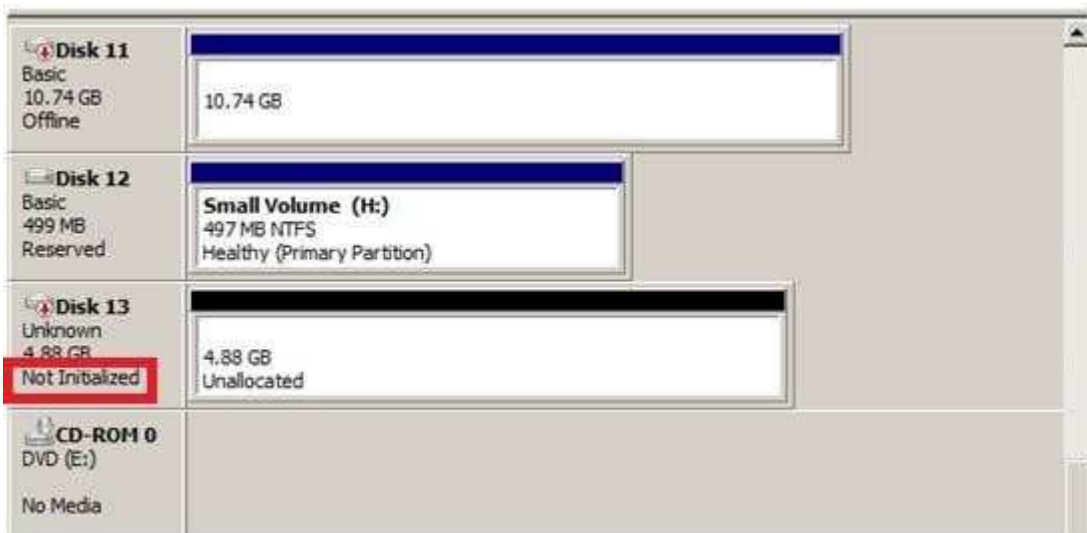 Disk 11
Basic
10.74 GB
Offline
10.74 GB
Disk 12
Basic
499 MB
Reserved
Small Volume (H:)
497 MB NTFS
Healthy (Primary Partition)
Disk 13
Unknown
4.88 GB
Not Initialized
4.88 GB
Unallocated
CD-ROM 0
DVD (E:)
No Media